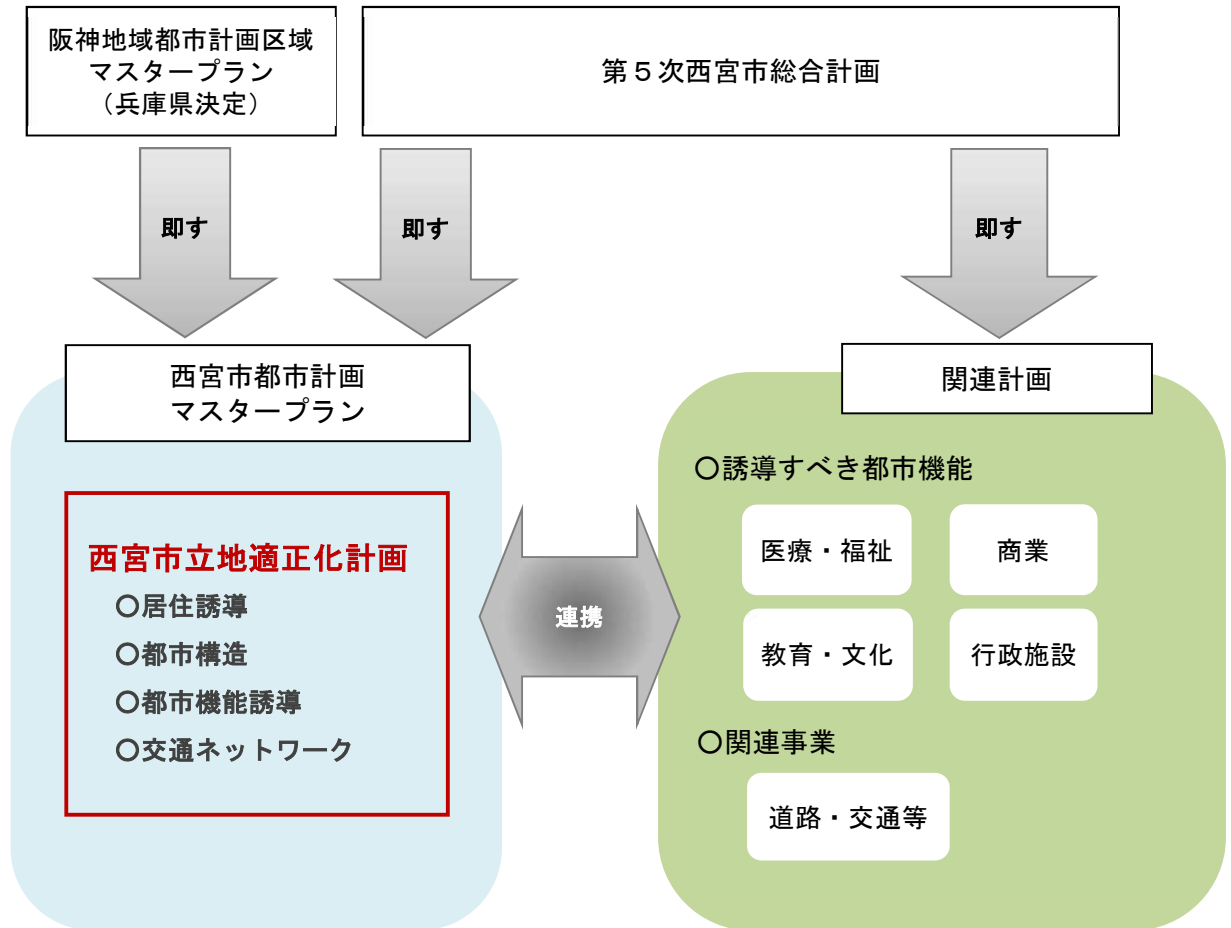 阪神地域都市計画区域
マスタープラン
（兵庫県決定）
第５次西宮市総合計画
即す
即す
即す
西宮市都市計画
マスタープラン
関連計画
西宮市立地適正化計画
〇居住誘導
〇都市構造
〇都市機能誘導
〇交通ネットワーク
連携
〇誘導すべき都市機能
医療・福祉
商業
教育・文化
行政施設
〇関連事業
道路・交通等